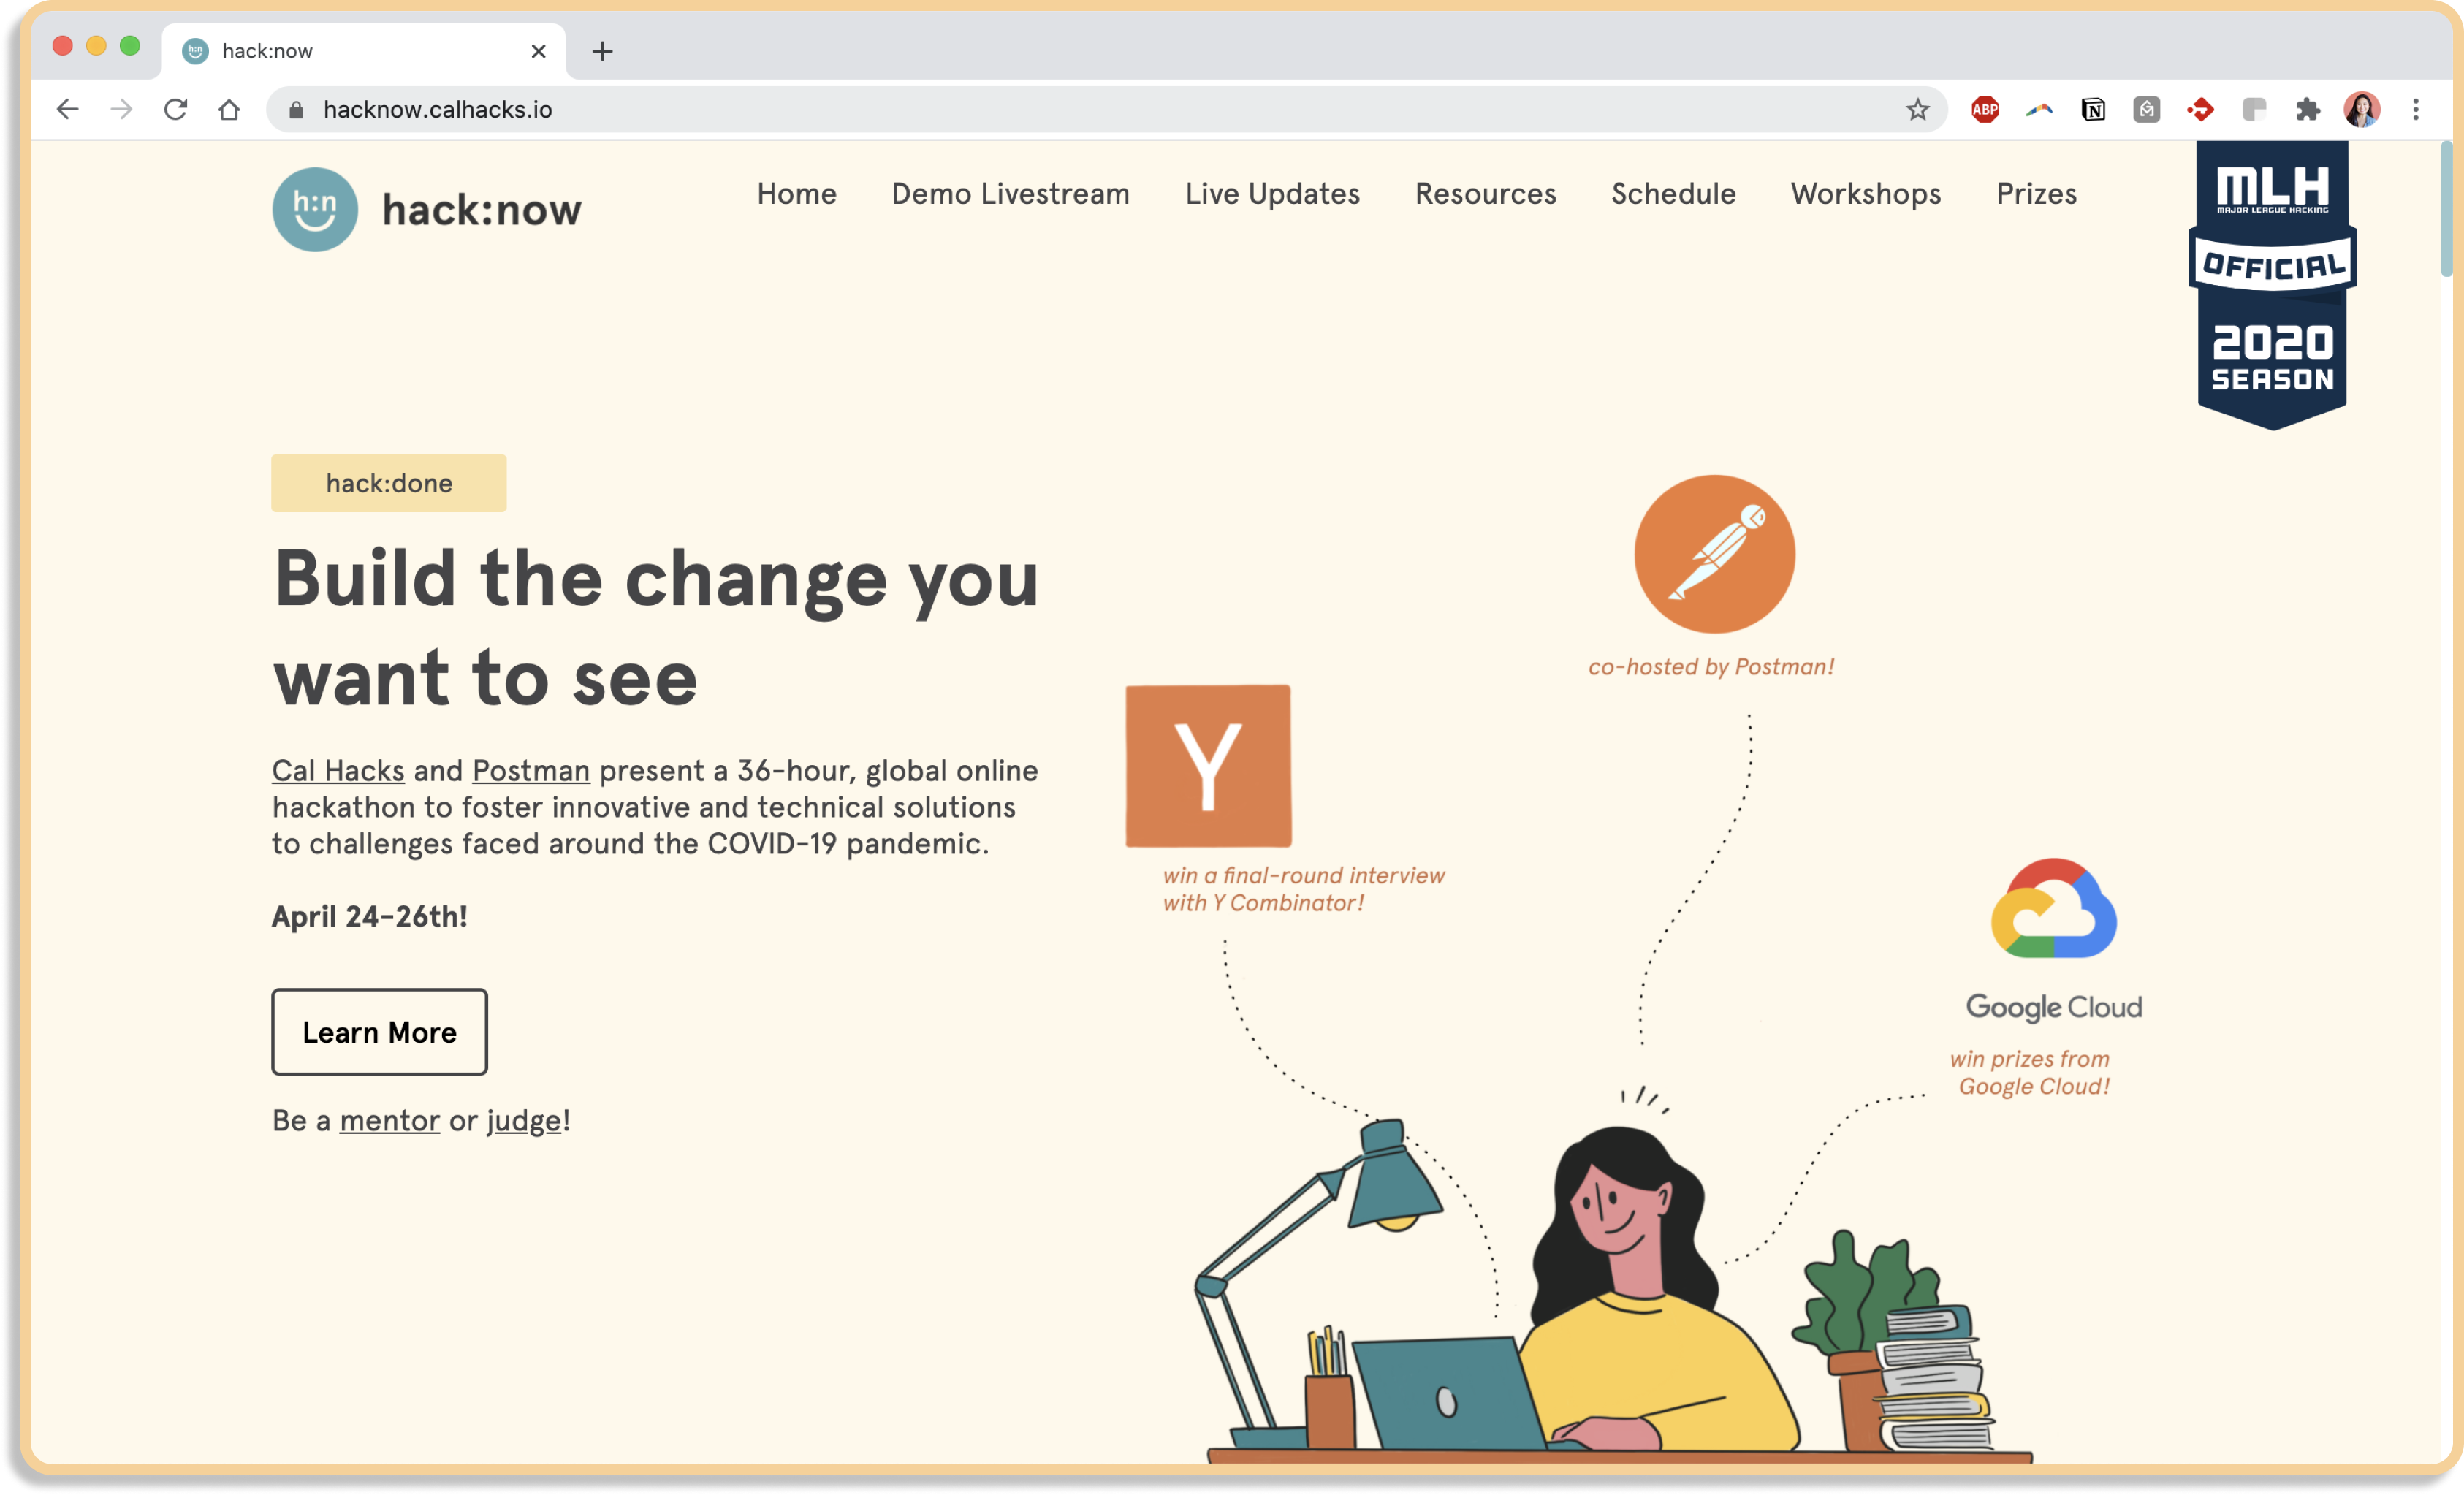 hack:now
hacknow.calhacks.io
ABP
N
h:n
hack:now
Home
Demo Livestream
Live Updates
Resources
Schedule
Workshops
Prizes
MLH
MAJOR LEAGUE HACKING
OFFICIAL
2020
SEASON
hack:done
Build the change you
want to see
Cal Hacks and Postman present a 36-hour, global online
hackathon to foster innovative and technical solutions
to challenges faced around the COVID-19 pandemic.
April 24-26th!
Learn More
Be a mentor or judge!
co-hosted by Postman!
Y
win a final-round interview
with Y Combinator!
Google Cloud
win prizes from
Google Cloud!